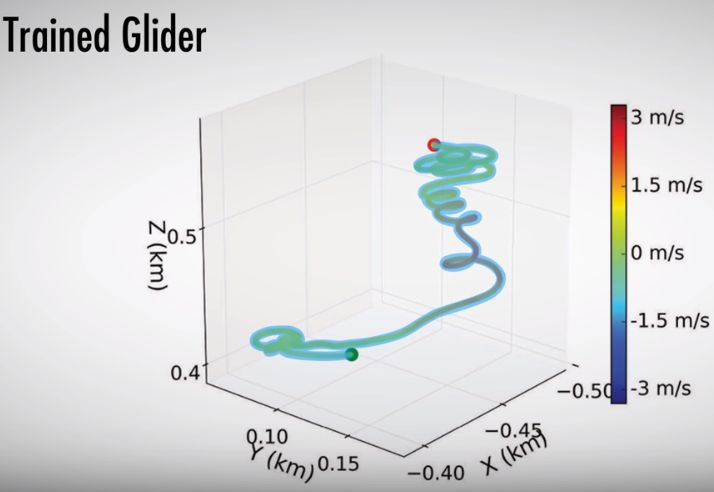 Trained Glider
3 m/s
1.5 m/s
0 m/s
-1.5 m/s
-3 m/s
Z (km)
0.5
0.4
0.10
0.15
Y (km)
−0.40
−0.45
−0.50
X (km)